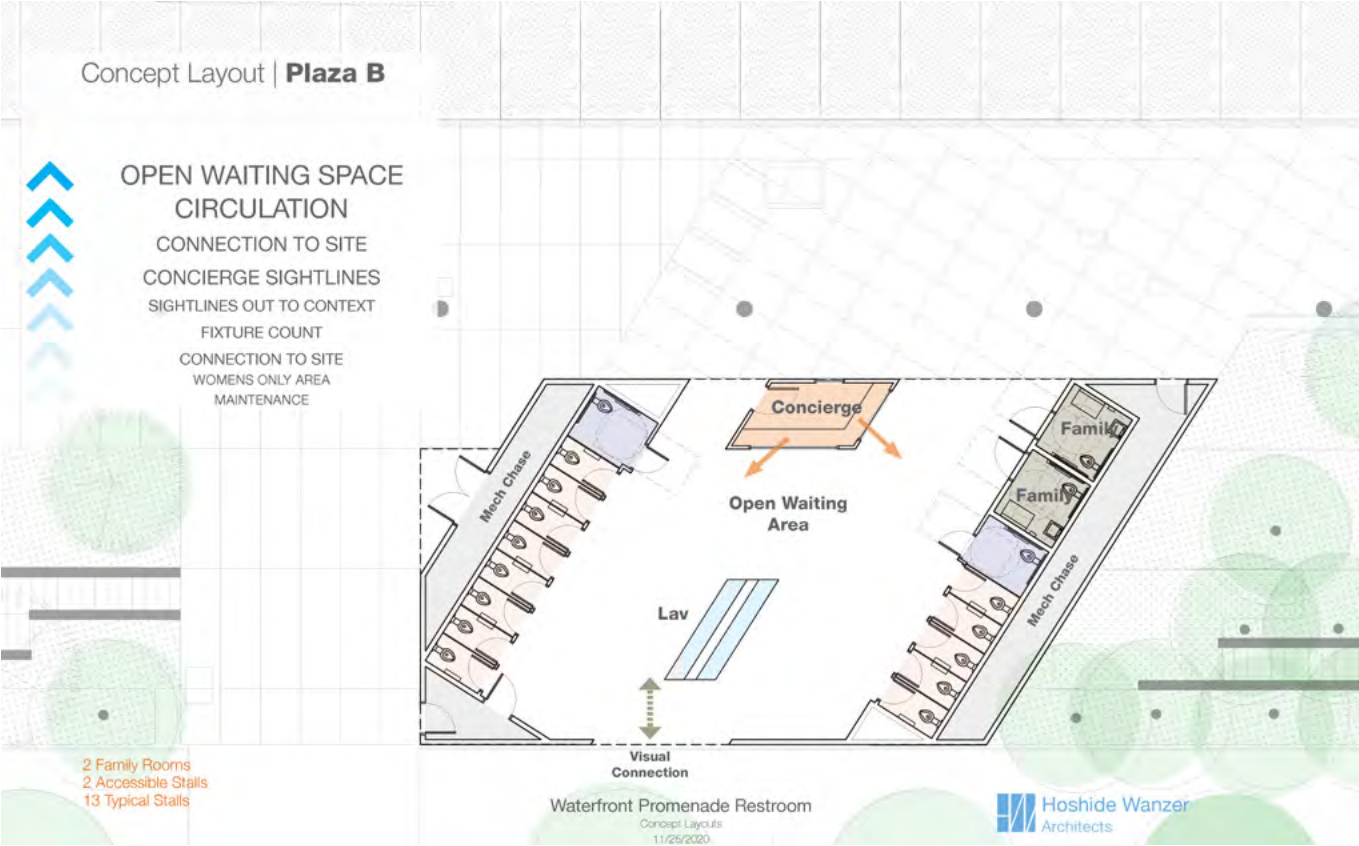 Concept Layout | Plaza B
OPEN WAITING SPACE
CIRCULATION
CONNECTION TO SITE
CONCIERGE SIGHTLINES
SIGHTLINES OUT TO CONTEXT
FIXTURE COUNT
CONNECTION TO SITE
WOMENS ONLY AREA
MAINTENANCE
Concierge
Family
Mech Chase
Family
Open Waiting
Area
Mech Chase
Lav
Visual
Connection
2 Family Rooms
2 Accessible Stalls
13 Typical Stalls
Waterfront Promenade Restroom
Concept Layouts
11/25/2020
Hoshide Wanzer
Architects